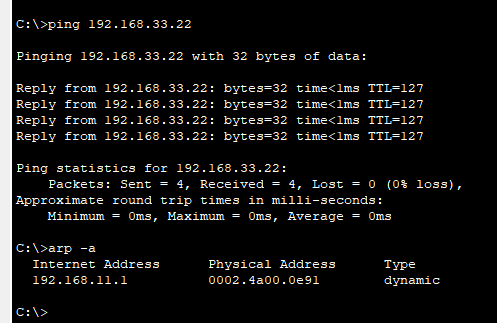 C:\>ping 192.168.33.22
Pinging 192.168.33.22 with 32 bytes of data:
Reply from 192.168.33.22: bytes=32 time<1ms TTL=127
Reply from 192.168.33.22: bytes=32 time<1ms TTL=127
Reply from 192.168.33.22: bytes=32 time<1ms TTL=127
Reply from 192.168.33.22: bytes=32 time<1ms TTL=127
Ping statistics for 192.168.33.22:
    Packets: Sent = 4, Received = 4, Lost = 0 (0% loss),
Approximate round trip times in milli-seconds:
    Minimum = 0ms, Maximum = 0ms, Average = 0ms
C:\>arp -a
  Internet Address      Physical Address      Type
  192.168.11.1          0002.4a00.0e91        dynamic
C:\>